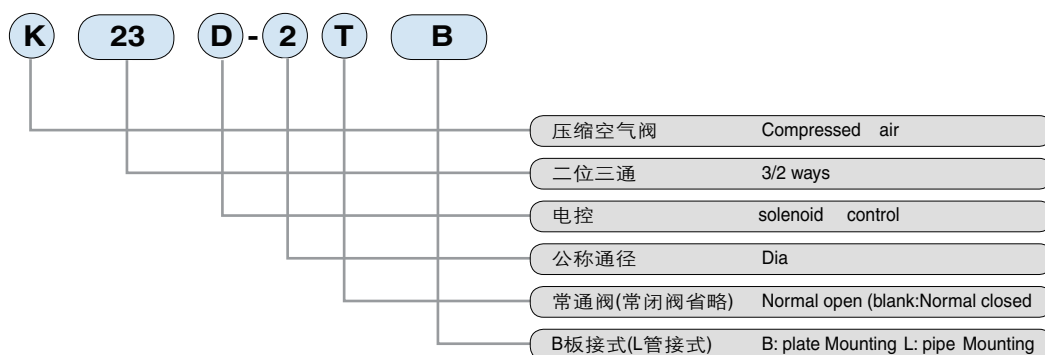 K 23 D-2 T B
压缩空气阀 Compressed air
二位三通 3/2 ways
电控 solenoid control
公称通径 Dia
常通阀(常闭阀省略) Normal open (blank:Normal closed
B板接式(L管接式) B: plate Mounting L: pipe Mounting